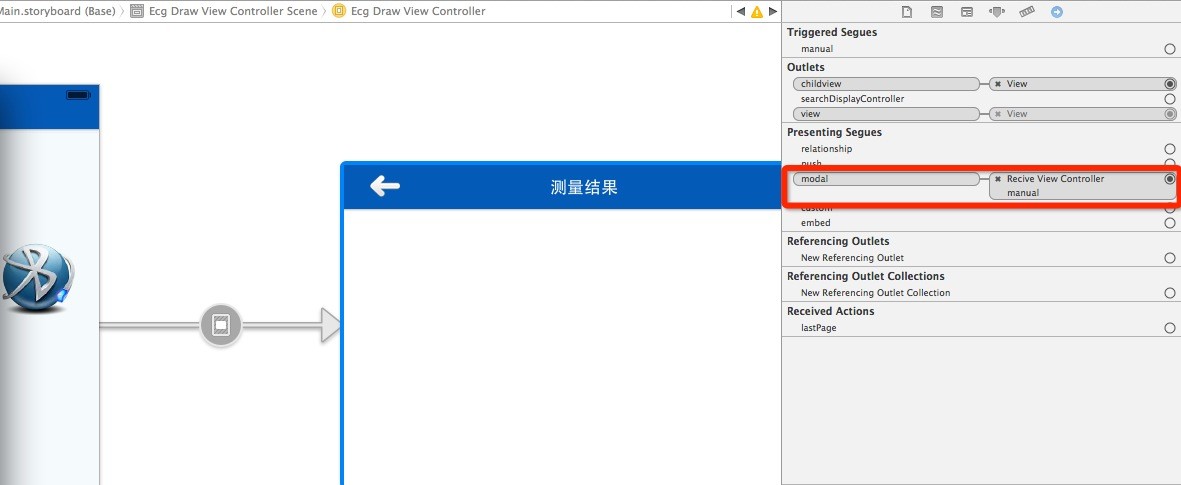 Main.storyboard (Base) 〉 Ecg Draw View Controller Scene 〉 Ecg Draw View Controller
Triggered Segues
manual
Outlets
childview × View
searchDisplayController
view × View
Presenting Segues
relationship
push
modal × Recive View Controller
manual
custom
embed
Referencing Outlets
New Referencing Outlet
Referencing Outlet Collections
New Referencing Outlet Collection
Received Actions
lastPage
测量结果